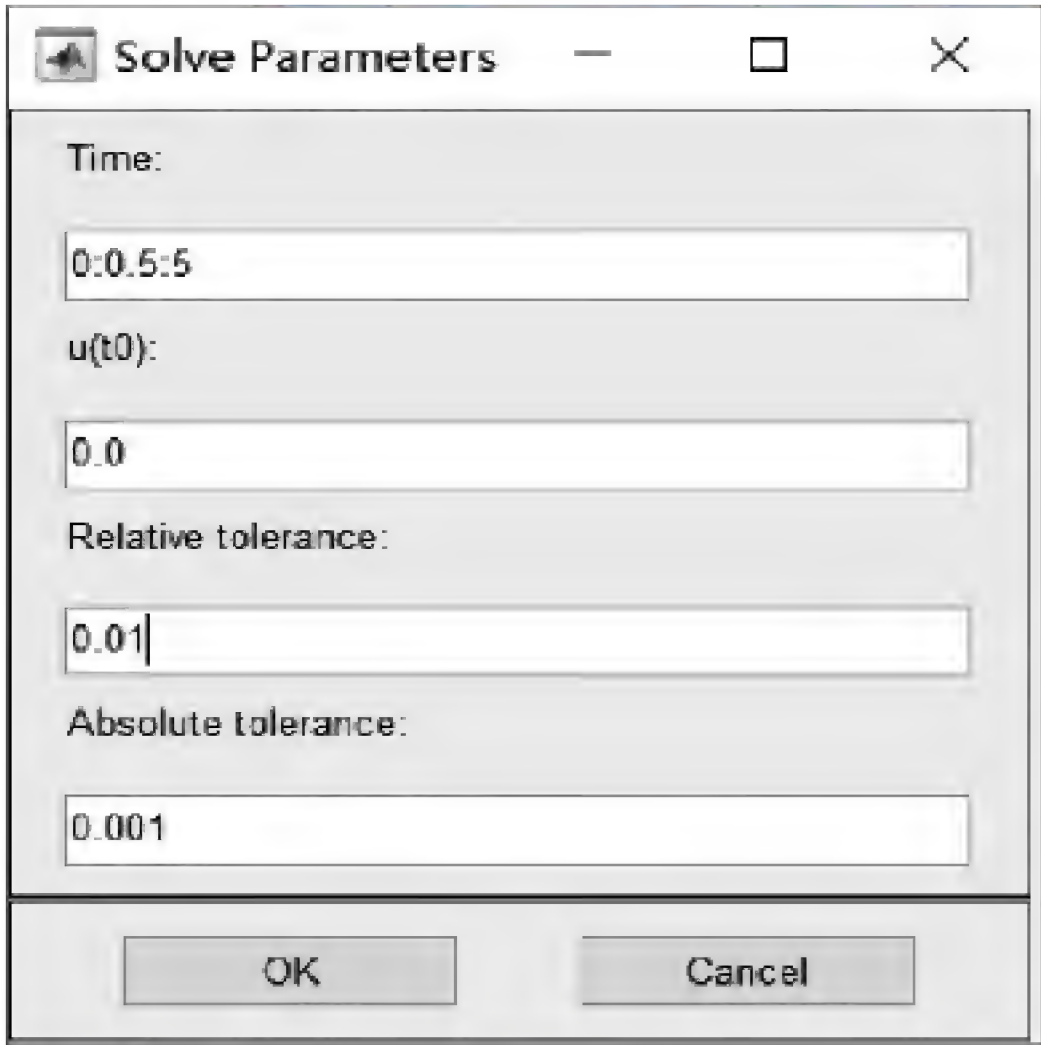 Solve Parameters
Time:
0:0.5:5
u(t0):
0.0
Relative tolerance:
0.01
Absolute tolerance:
0.001
OK
Cancel